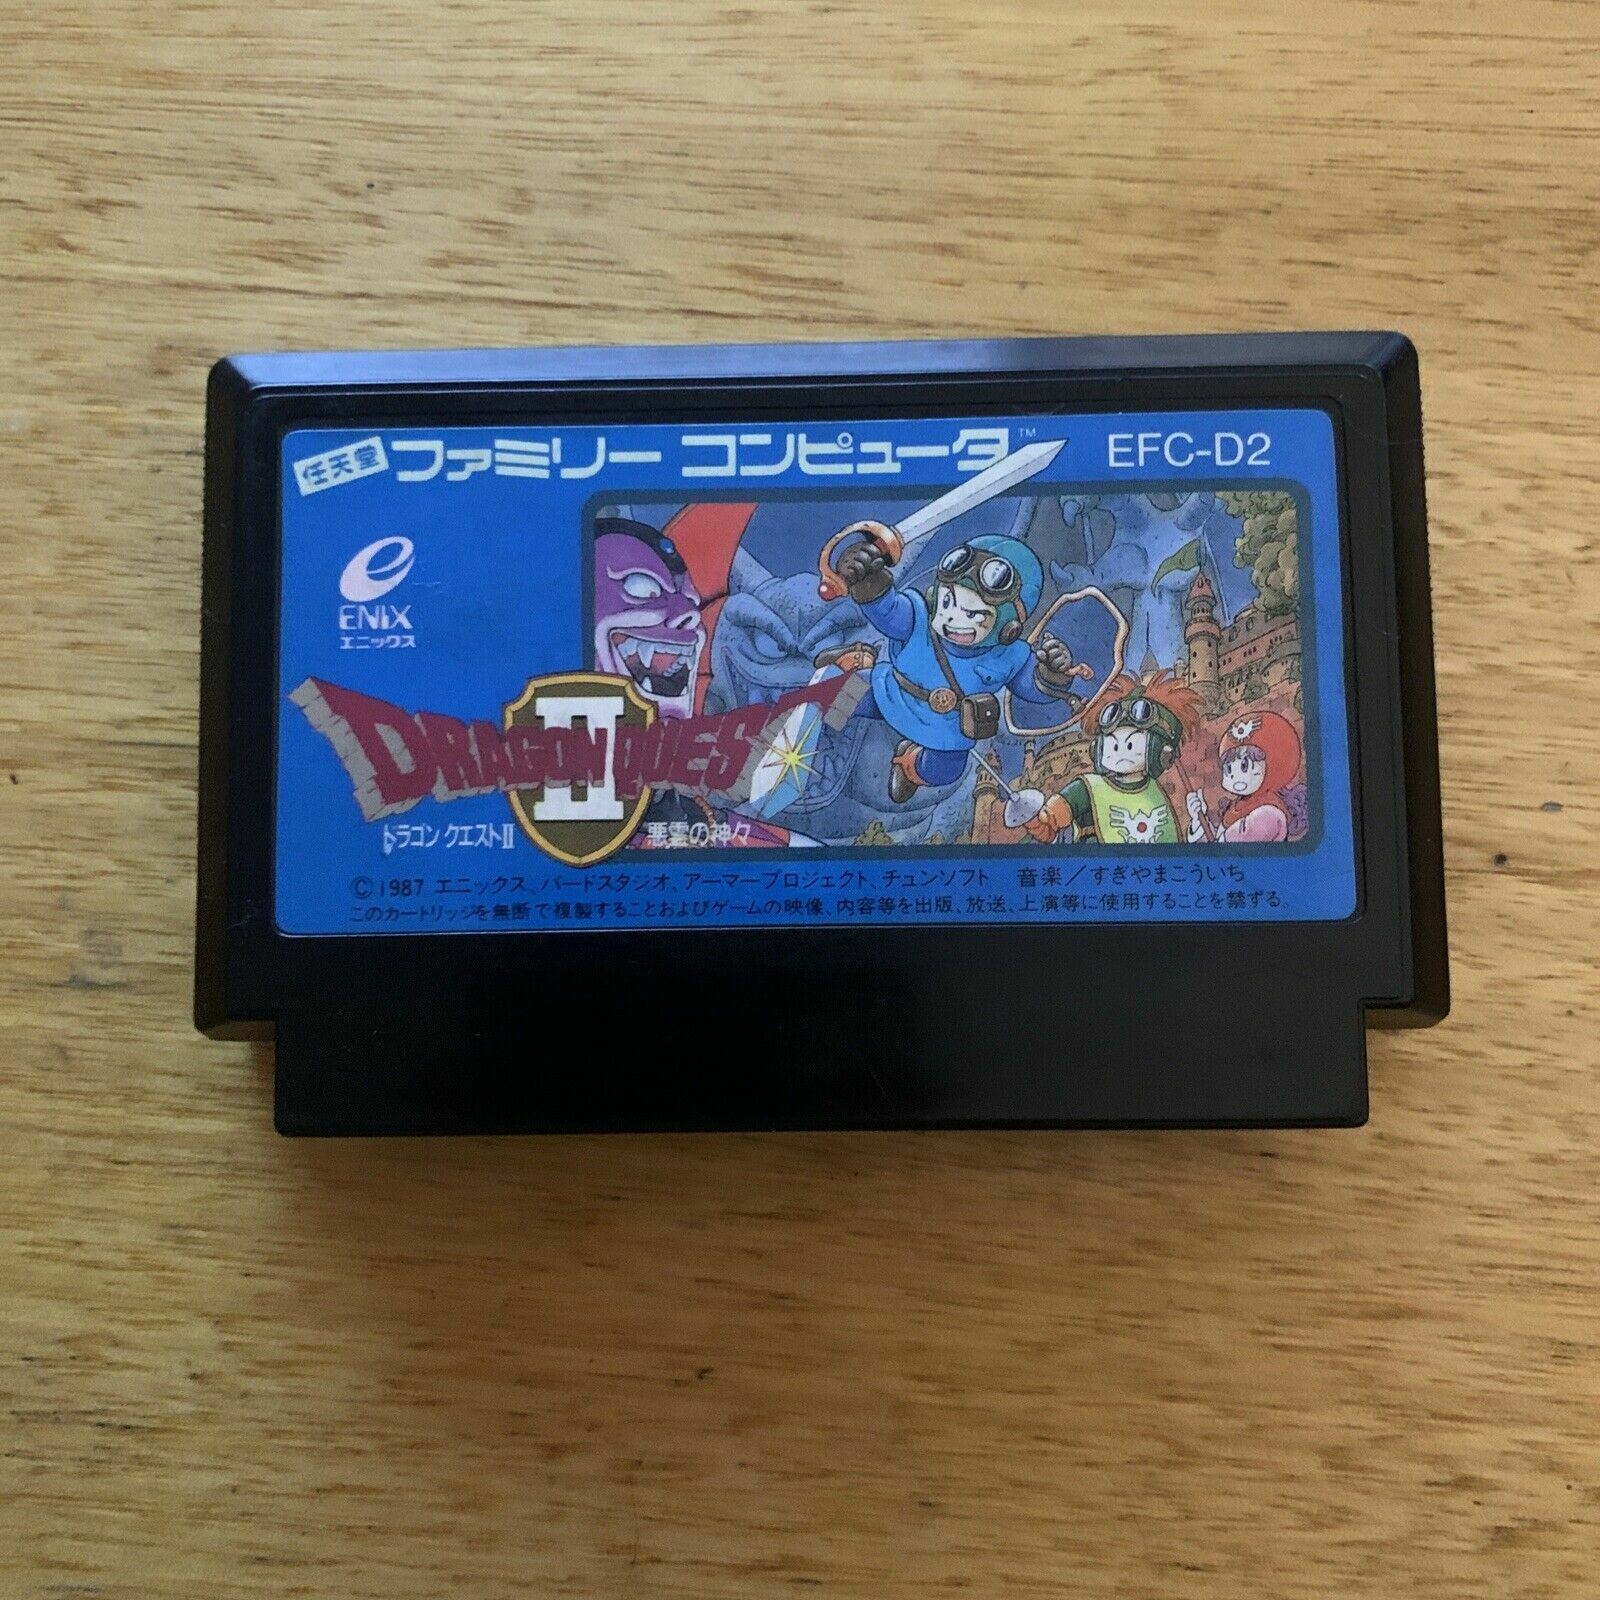 任天堂 ファミリー コンピュータ™ EFC-D2
ENIX
エニックス
DRAGON QUEST
II
ドラゴンクエストII 悪霊の神々
©1987 エニックス、バードスタジオ、アーマープロジェクト、チュンソフト 音楽／すぎやまこういち
このカートリッジを無断で複製することおよびゲームの映像、内容等を出版、放送、上演等に使用することを禁ずる。